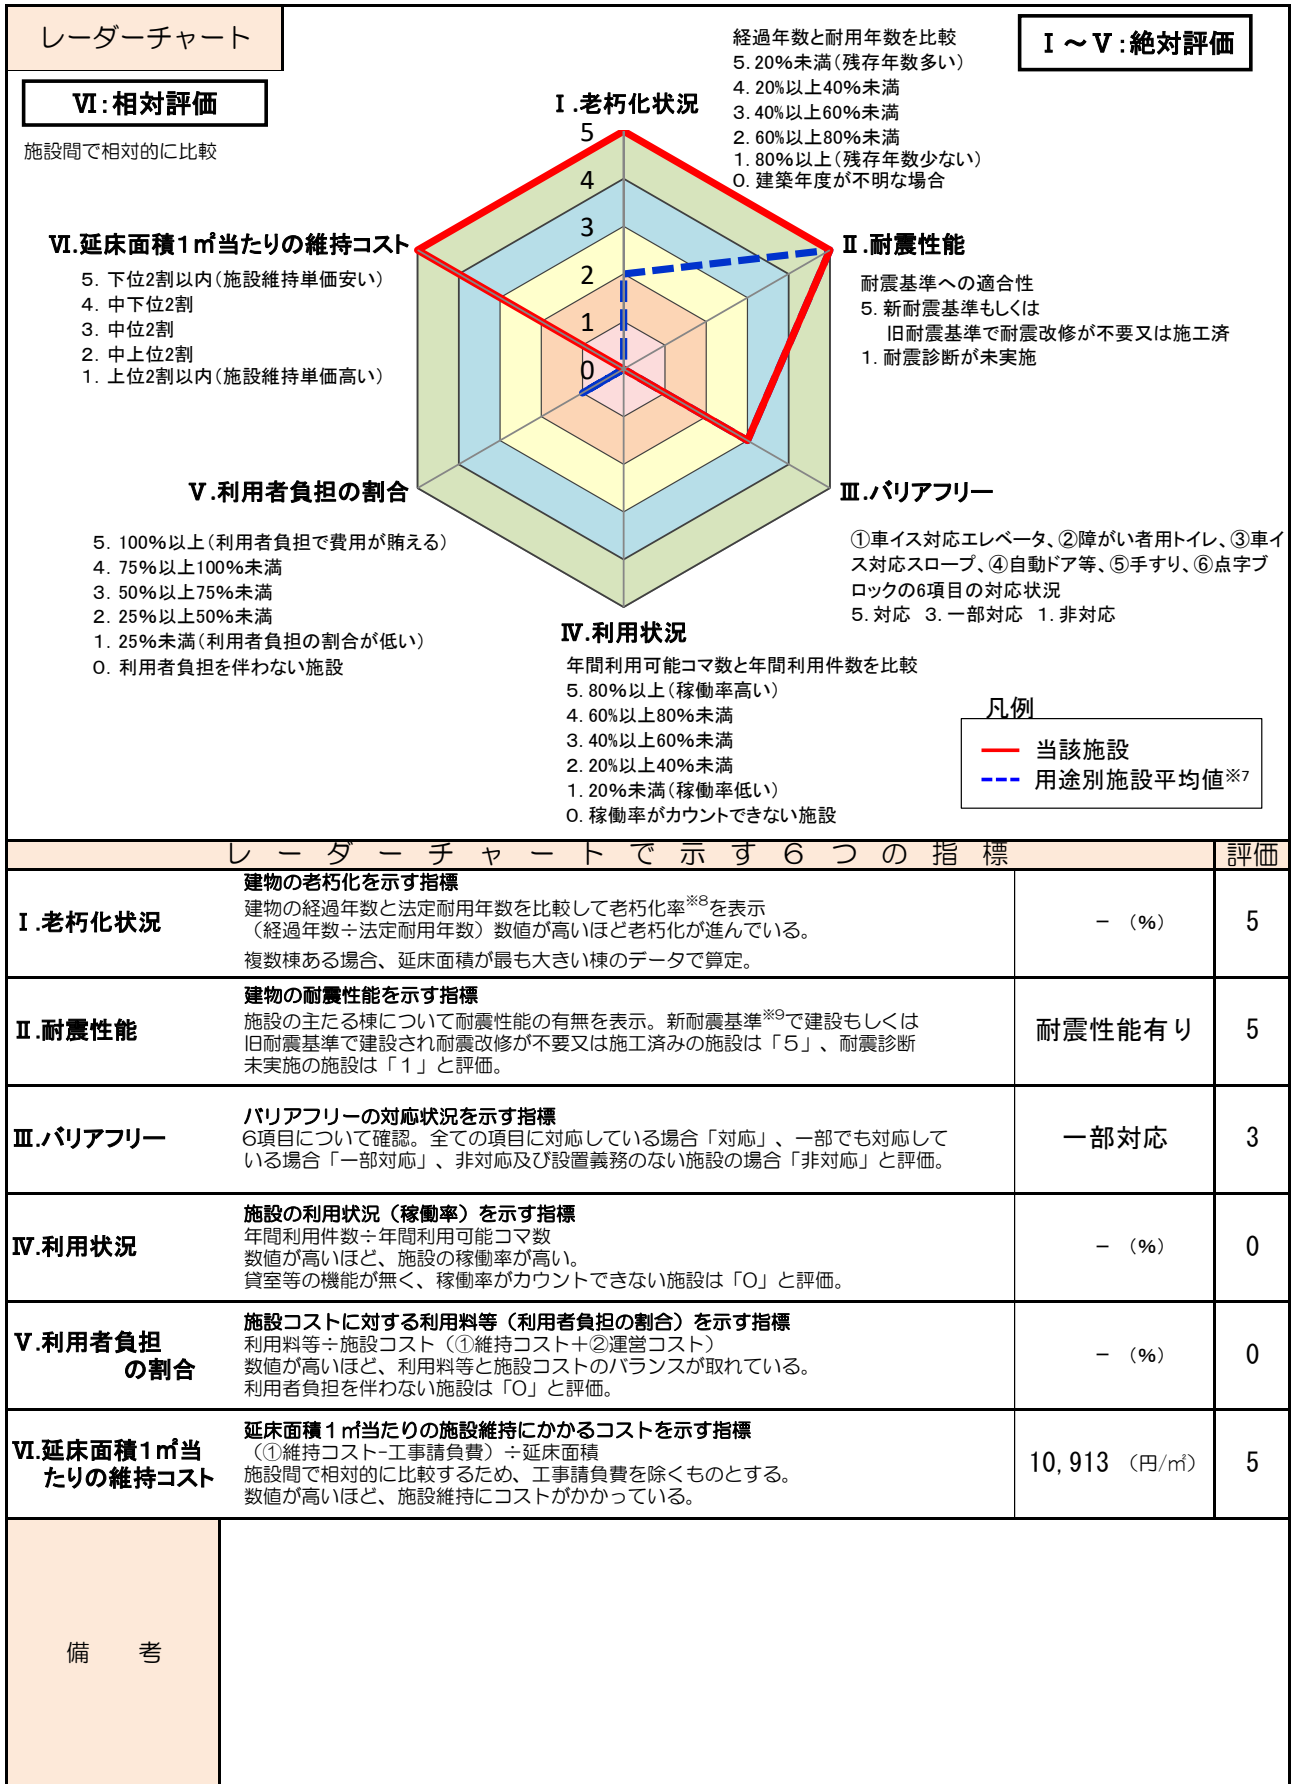 レーダーチャート
Ⅰ～Ⅴ：絶対評価
Ⅵ：相対評価
施設間で相対的に比較
経過年数と耐用年数を比較
5．20％未満（残存年数多い）
4．20％以上40％未満
3．40％以上60％未満
2．60％以上80％未満
1．80％以上（残存年数少ない）
0．建築年度が不明な場合
Ⅰ.老朽化状況
5
4
3
2
1
0
Ⅵ.延床面積1㎡当たりの維持コスト
5．下位2割以内（施設維持単価安い）
4．中下位2割
3．中位2割
2．中上位2割
1．上位2割以内（施設維持単価高い）
Ⅱ.耐震性能
耐震基準への適合性
5．新耐震基準もしくは
旧耐震基準で耐震改修が不要又は施工済
1．耐震診断が未実施
Ⅴ.利用者負担の割合
5．100％以上（利用者負担で費用が賄える）
4．75％以上100％未満
3．50％以上75％未満
2．25％以上50％未満
1．25％未満（利用者負担の割合が低い）
0．利用者負担を伴わない施設
Ⅲ.バリアフリー
①車イス対応エレベータ、②障がい者用トイレ、③車イ
ス対応スロープ、④自動ドア等、⑤手すり、⑥点字ブ
ロックの6項目の対応状況
5．対応　3．一部対応　1．非対応
Ⅳ.利用状況
年間利用可能コマ数と年間利用件数を比較
5．80％以上（稼働率高い）
4．60％以上80％未満
3．40％以上60％未満
2．20％以上40％未満
1．20％未満（稼働率低い）
0．稼働率がカウントできない施設
凡例
当該施設
用途別施設平均値※7
レーダーチャートで示す６つの指標　評価
Ⅰ.老朽化状況
建物の老朽化を示す指標
建物の経過年数と法定耐用年数を比較して老朽化率※8を表示
（経過年数÷法定耐用年数）数値が高いほど老朽化が進んでいる。
複数棟ある場合、延床面積が最も大きい棟のデータで算定。
－（％）　5
Ⅱ.耐震性能
建物の耐震性能を示す指標
施設の主たる棟について耐震性能の有無を表示。新耐震基準※9で建設もしくは
旧耐震基準で建設され耐震改修が不要又は施工済みの施設は「５」、耐震診断
未実施の施設は「１」と評価。
耐震性能有り　5
Ⅲ.バリアフリー
バリアフリーの対応状況を示す指標
6項目について確認。全ての項目に対応している場合「対応」、一部でも対応して
いる場合「一部対応」、非対応及び設置義務のない施設の場合「非対応」と評価。
一部対応　3
Ⅳ.利用状況
施設の利用状況（稼働率）を示す指標
年間利用件数÷年間利用可能コマ数
数値が高いほど、施設の稼働率が高い。
貸室等の機能が無く、稼働率がカウントできない施設は「０」と評価。
－（％）　0
Ⅴ.利用者負担
の割合
施設コストに対する利用料等（利用者負担の割合）を示す指標
利用料等÷施設コスト（①維持コスト＋②運営コスト）
数値が高いほど、利用料等と施設コストのバランスが取れている。
利用者負担を伴わない施設は「０」と評価。
－（％）　0
Ⅵ.延床面積1㎡当
たりの維持コスト
延床面積１㎡当たりの施設維持にかかるコストを示す指標
（①維持コスト-工事請負費）÷延床面積
施設間で相対的に比較するため、工事請負費を除くものとする。
数値が高いほど、施設維持にコストがかかっている。
10,913（円/㎡）　5
備　考